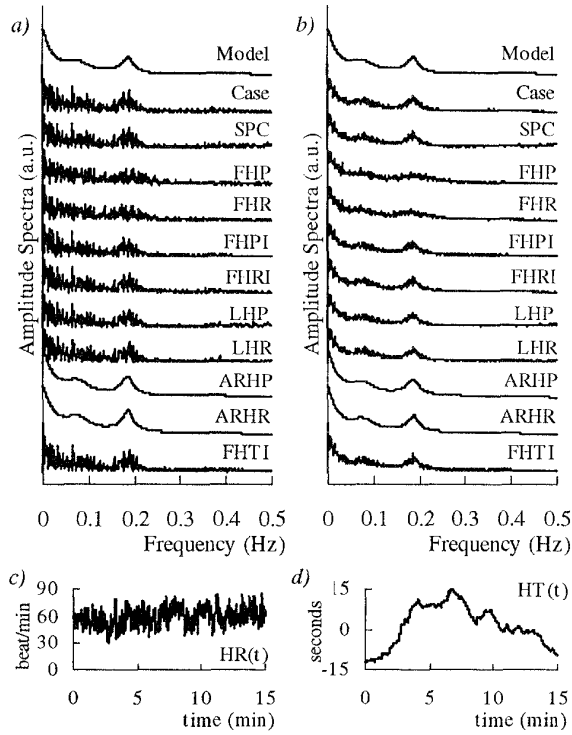 a)
Amplitude Spectra (a.u.)
Model
Case
SPC
FHP
FHR
FHPI
FHRI
LHP
LHR
ARHP
ARHR
FHTI
0 0.1 0.2 0.3 0.4 0.5
Frequency (Hz)
b)
Amplitude Spectra (a.u.)
Model
Case
SPC
FHP
FHR
FHPI
FHRI
LHP
LHR
ARHP
ARHR
FHTI
0 0.1 0.2 0.3 0.4 0.5
Frequency (Hz)
c)
beat/min
90
60
30
0
HR(t)
0 5 10 15
time (min)
d)
seconds
15
0
-15
HT(t)
0 5 10 15
time (min)